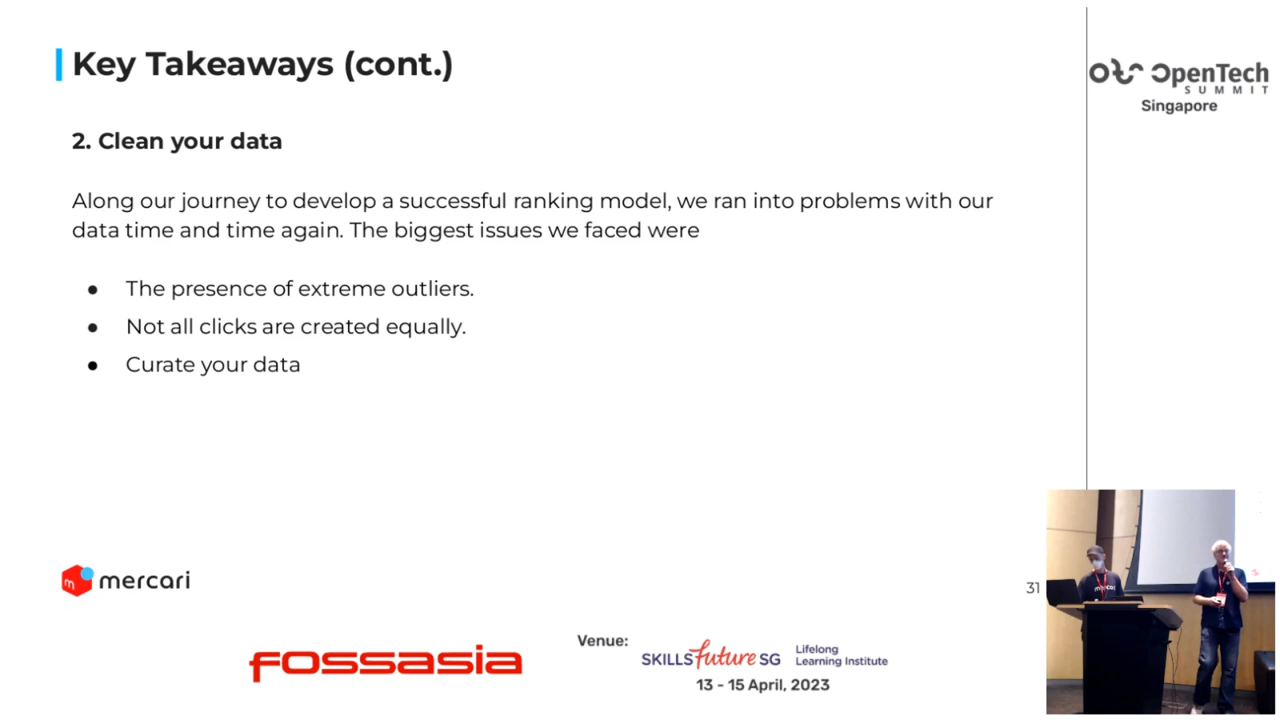 Key Takeaways (cont.)
2. Clean your data
Along our journey to develop a successful ranking model, we ran into problems with our
data time and time again. The biggest issues we faced were
● The presence of extreme outliers.
● Not all clicks are created equally.
● Curate your data
OpenTech
SUMMIT
Singapore
mercari
31
fossasia
Venue:
SKILLS future SG
Lifelong
Learning Institute
13 - 15 April, 2023